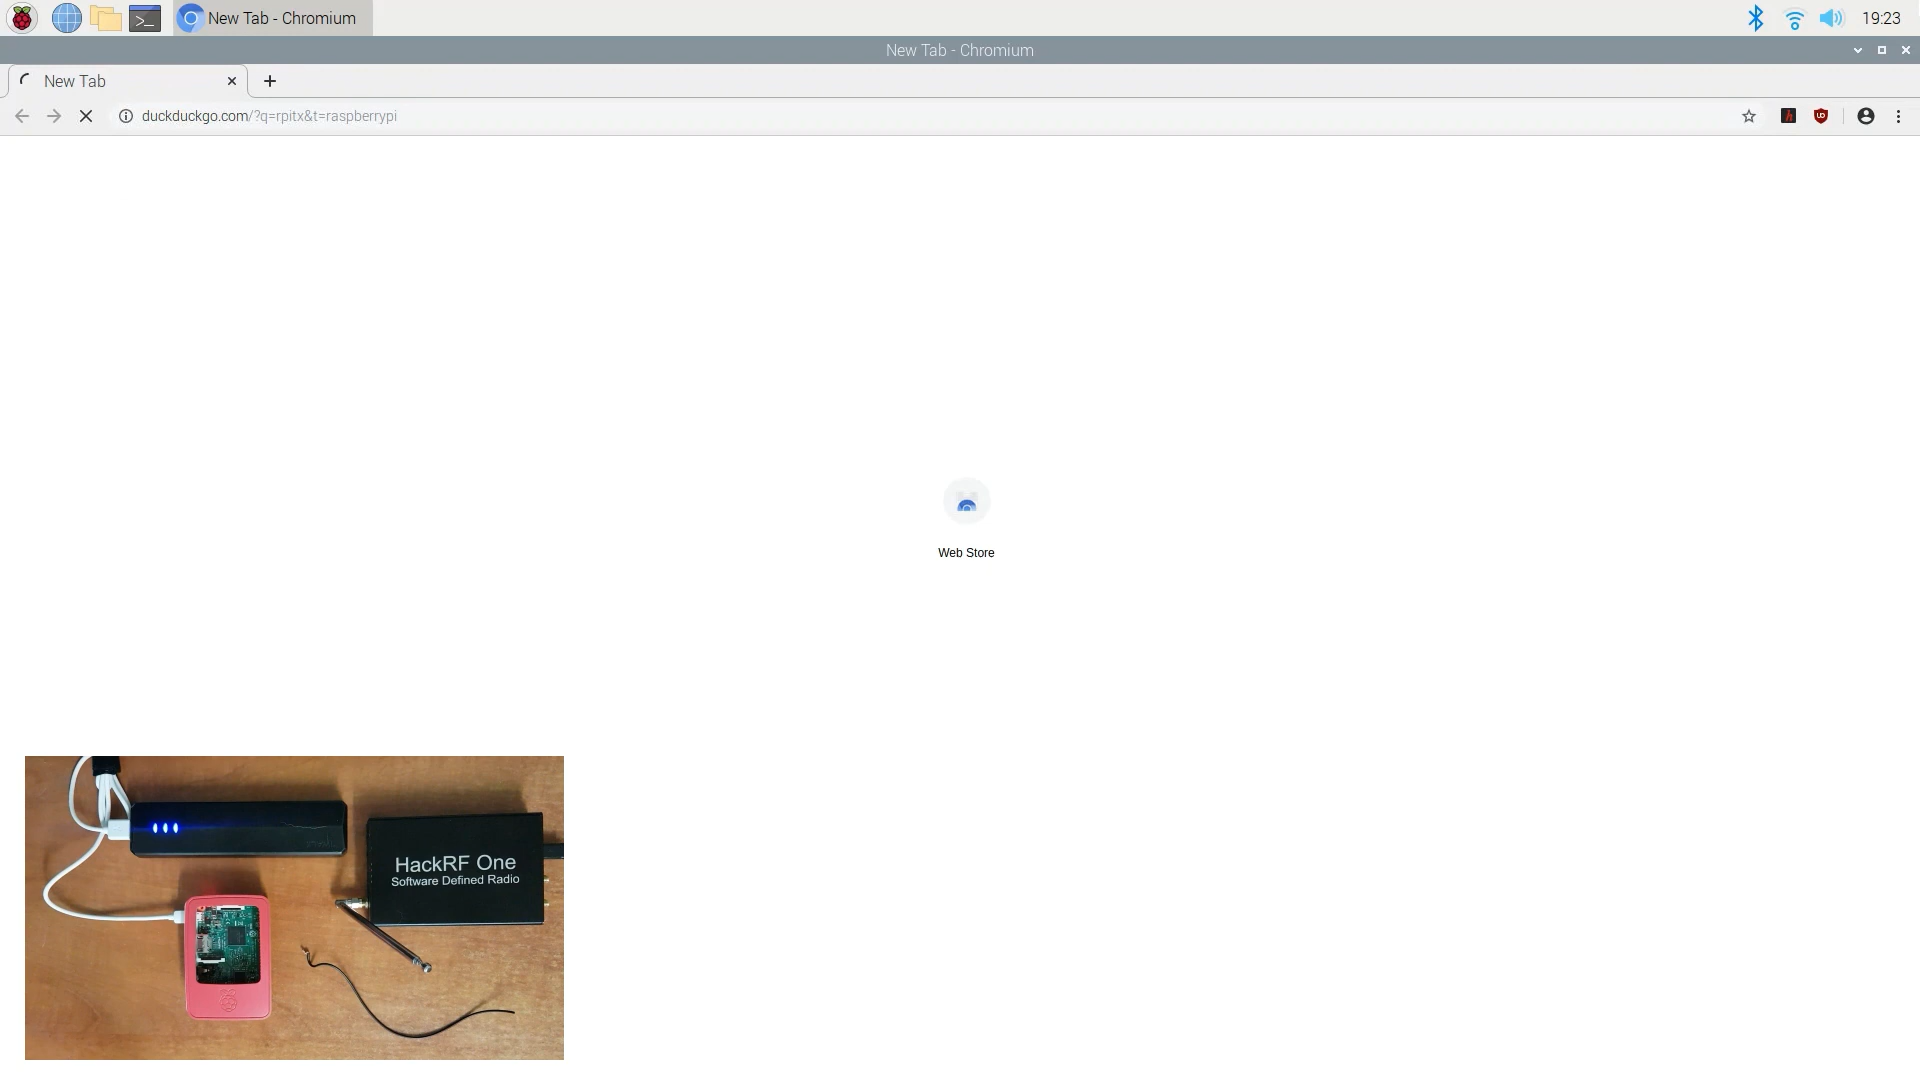 New Tab - Chromium
19:23
New Tab - Chromium
New Tab
duckduckgo.com/?q=rpitx&t=raspberrypi
Web Store
HackRF One
Software Defined Radio